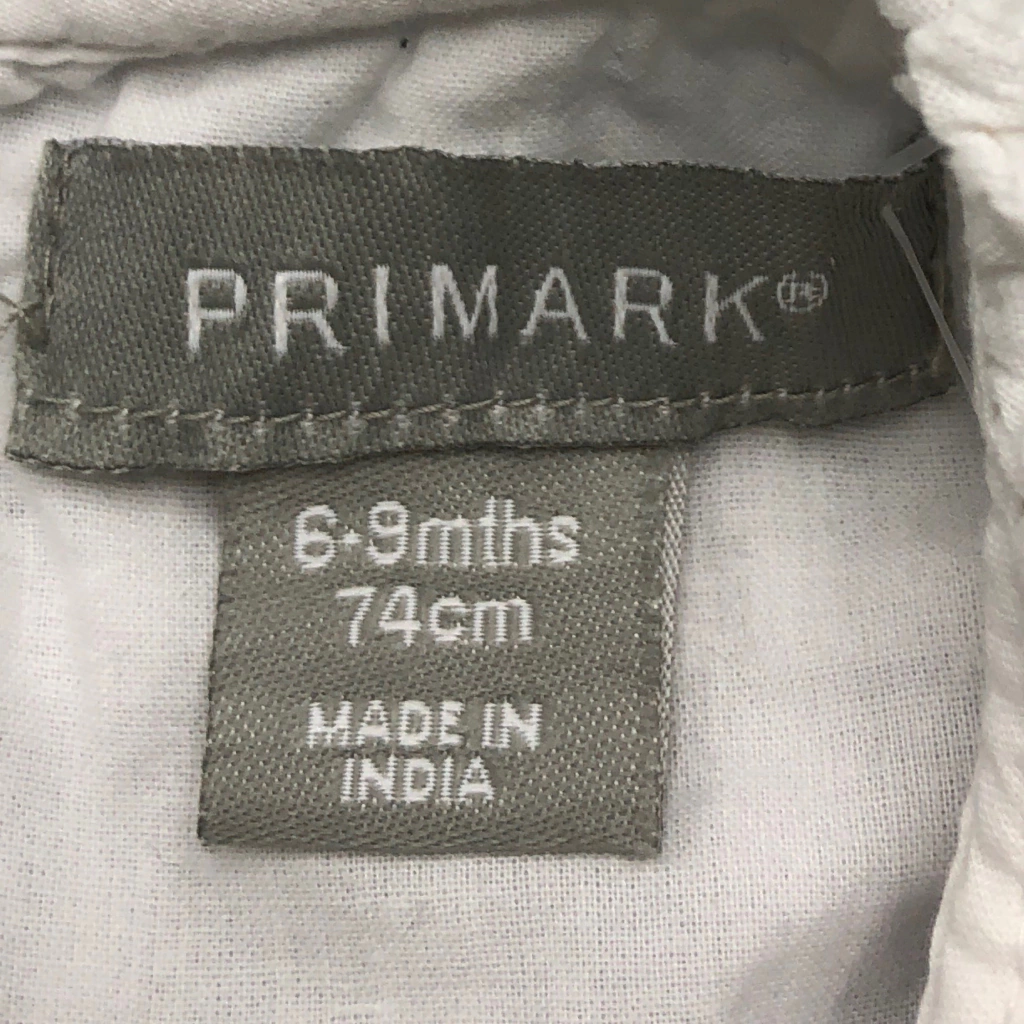 PRIMARK®
6-9mths
74cm
MADE IN
INDIA